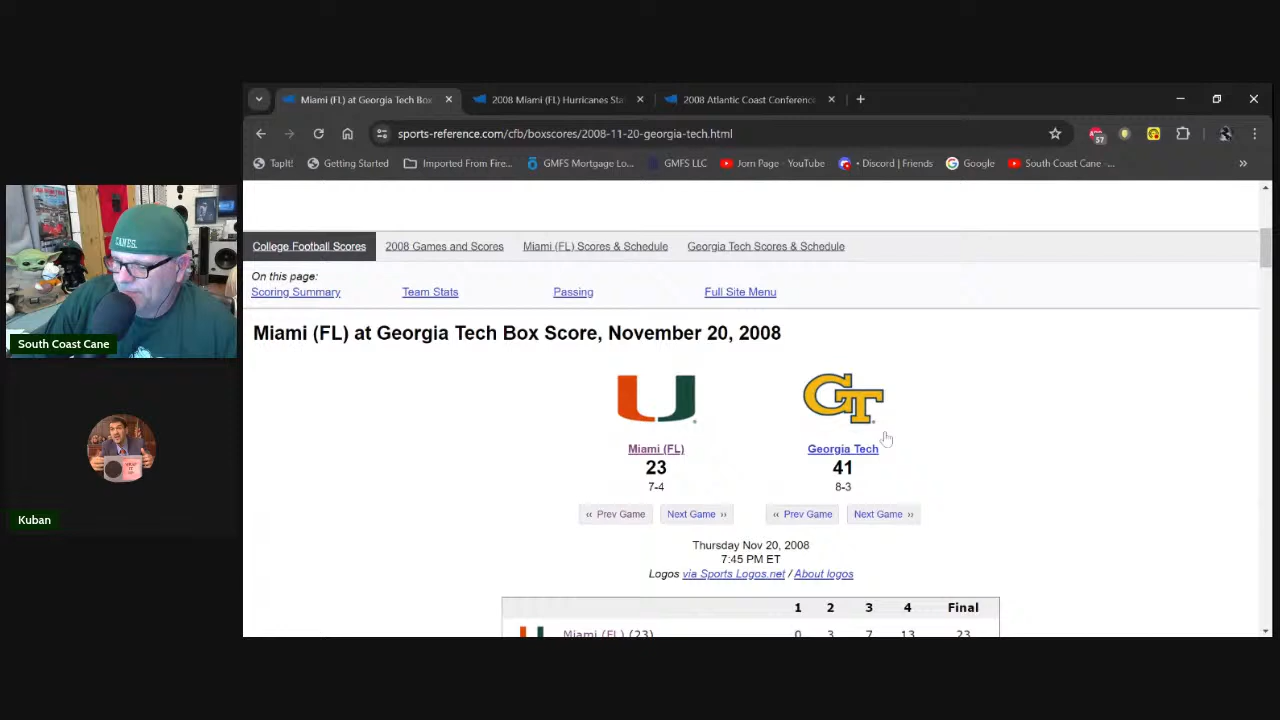 Miami (FL) at Georgia Tech Box
2008 Miami (FL) Hurricanes Sta
2008 Atlantic Coast Conference
sports-reference.com/cfb/boxscores/2008-11-20-georgia-tech.html
57
TapIt!
Getting Started
Imported From Fire...
GMFS Mortgage Lo...
GMFS LLC
Jorn Page - YouTube
• Discord | Friends
Google
South Coast Cane -...
College Football Scores
2008 Games and Scores
Miami (FL) Scores & Schedule
Georgia Tech Scores & Schedule
On this page:
Scoring Summary
Team Stats
Passing
Full Site Menu
Miami (FL) at Georgia Tech Box Score, November 20, 2008
GT
Miami (FL)
Georgia Tech
23
41
7-4
8-3
‹‹ Prev Game
Next Game ››
‹‹ Prev Game
Next Game ››
Thursday Nov 20, 2008
7:45 PM ET
Logos via Sports Logos.net / About logos
1 2 3 4 Final
Miami (FL) (23) 0 3 7 13 23
CANES
South Coast Cane
Kuban